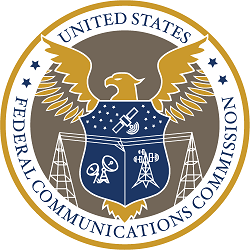 UNITED STATES
FEDERAL COMMUNICATIONS COMMISSION